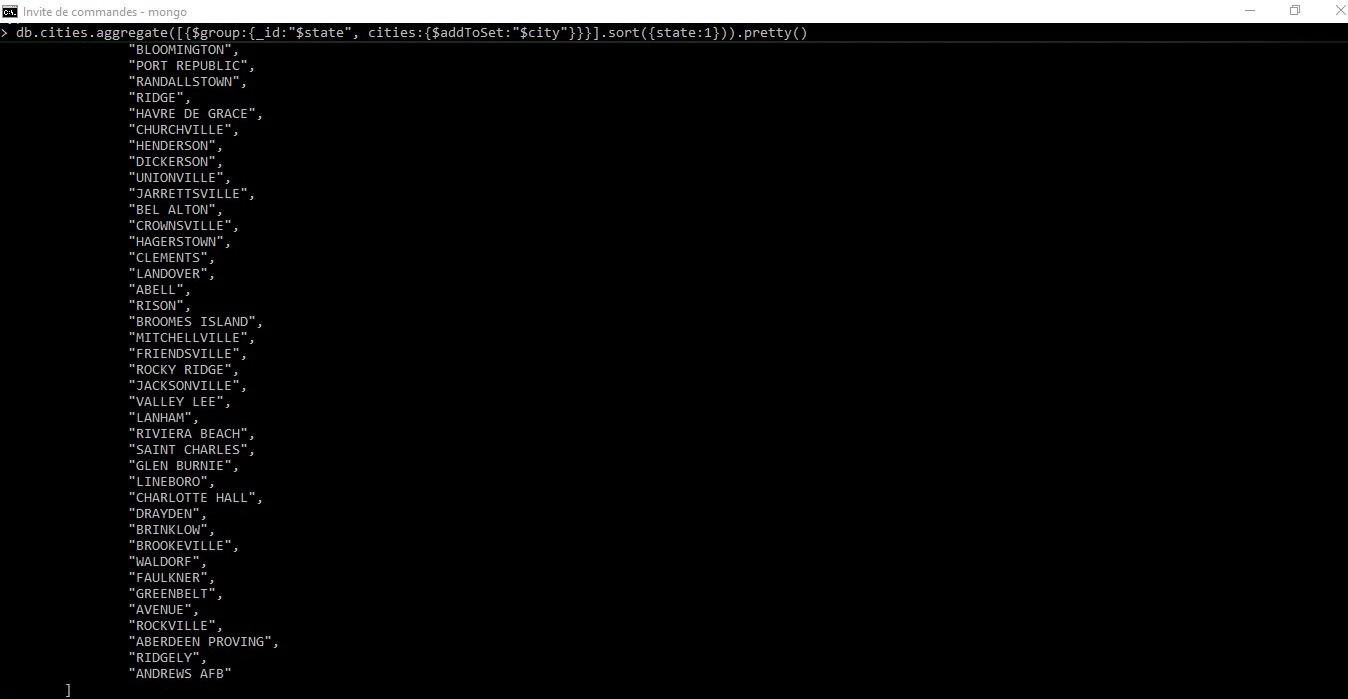 Invite de commandes - mongo
> db.cities.aggregate([{$group:{_id:"$state", cities:{$addToSet:"$city"}}}].sort({state:1})).pretty()
"BLOOMINGTON",
"PORT REPUBLIC",
"RANDALLSTOWN",
"RIDGE",
"HAVRE DE GRACE",
"CHURCHVILLE",
"HENDERSON",
"DICKERSON",
"UNIONVILLE",
"JARRETTSVILLE",
"BEL ALTON",
"CROWNSVILLE",
"HAGERSTOWN",
"CLEMENTS",
"LANDOVER",
"ABELL",
"RISON",
"BROOMES ISLAND",
"MITCHELLVILLE",
"FRIENDSVILLE",
"ROCKY RIDGE",
"JACKSONVILLE",
"VALLEY LEE",
"LANHAM",
"RIVIERA BEACH",
"SAINT CHARLES",
"GLEN BURNIE",
"LINEBORO",
"CHARLOTTE HALL",
"DRAYDEN",
"BRINKLOW",
"BROOKEVILLE",
"WALDORF",
"FAULKNER",
"GREENBELT",
"AVENUE",
"ROCKVILLE",
"ABERDEEN PROVING",
"RIDGELY",
"ANDREWS AFB"
]